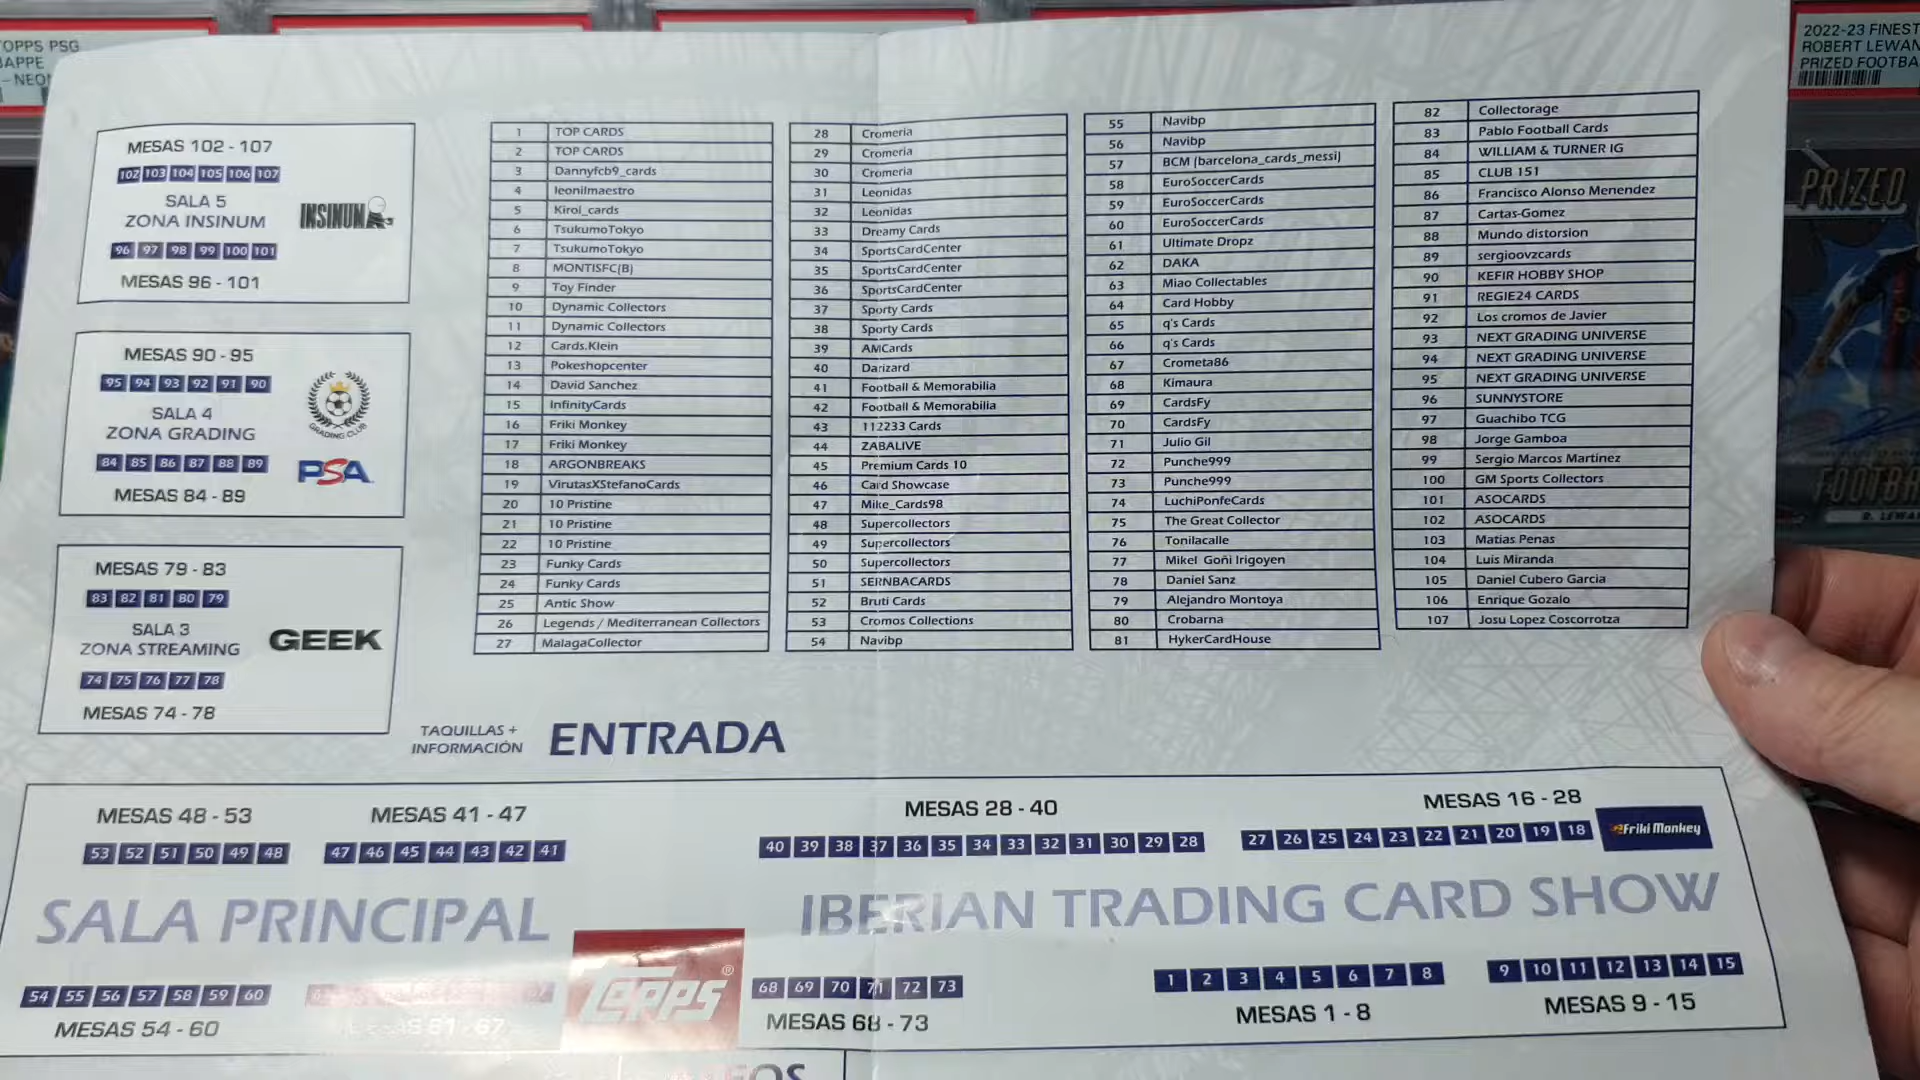 OPPS PSG
BAPPE
- NEON
2022-23 FINEST
ROBERT LEWAN
PRIZED FOOTBA
PRIZED
FOOTBA
R. LEWA
MESAS 102 - 107
102 103 104 105 106 107
SALA 5
ZONA INSINUM
INSINUM
96 97 98 99 100 101
MESAS 96 - 101
MESAS 90 - 95
95 94 93 92 91 90
SALA 4
ZONA GRADING
GRADING CLUB
PSA
84 85 86 87 88 89
MESAS 84 - 89
MESAS 79 - 83
83 82 81 80 79
SALA 3
ZONA STREAMING
GEEK
74 75 76 77 78
MESAS 74 - 78
1 TOP CARDS
2 TOP CARDS
3 Dannyfcb9_cards
4 leonilmaestro
5 Kiroi_cards
6 TsukumoTokyo
7 TsukumoTokyo
8 MONTISFC(B)
9 Toy Finder
10 Dynamic Collectors
11 Dynamic Collectors
12 Cards.Klein
13 Pokeshopcenter
14 David Sanchez
15 InfinityCards
16 Friki Monkey
17 Friki Monkey
18 ARGONBREAKS
19 VirutasXStefanoCards
20 10 Pristine
21 10 Pristine
22 10 Pristine
23 Funky Cards
24 Funky Cards
25 Antic Show
26 Legends / Mediterranean Collectors
27 MalagaCollector
28 Cromeria
29 Cromeria
30 Cromeria
31 Leonidas
32 Leonidas
33 Dreamy Cards
34 SportsCardCenter
35 SportsCardCenter
36 SportsCardCenter
37 Sporty Cards
38 Sporty Cards
39 AMCards
40 Darizard
41 Football & Memorabilia
42 Football & Memorabilia
43 112233 Cards
44 ZABALIVE
45 Premium Cards 10
46 Card Showcase
47 Mike_Cards98
48 Supercollectors
49 Supercollectors
50 Supercollectors
51 SERNBACARDS
52 Bruti Cards
53 Cromos Collections
54 Navibp
55 Navibp
56 Navibp
57 BCM (barcelona_cards_messi)
58 EuroSoccerCards
59 EuroSoccerCards
60 EuroSoccerCards
61 Ultimate Dropz
62 DAKA
63 Miao Collectables
64 Card Hobby
65 q's Cards
66 q's Cards
67 Crometa86
68 Kimaura
69 CardsFy
70 CardsFy
71 Julio Gil
72 Punche999
73 Punche999
74 LuchiPonfeCards
75 The Great Collector
76 Tonilacalle
77 Mikel Goñi Irigoyen
78 Daniel Sanz
79 Alejandro Montoya
80 Crobarna
81 HykerCardHouse
82 Collectorage
83 Pablo Football Cards
84 WILLIAM & TURNER IG
85 CLUB 151
86 Francisco Alonso Menendez
87 Cartas-Gomez
88 Mundo distorsion
89 sergioovzcards
90 KEFIR HOBBY SHOP
91 REGIE24 CARDS
92 Los cromos de Javier
93 NEXT GRADING UNIVERSE
94 NEXT GRADING UNIVERSE
95 NEXT GRADING UNIVERSE
96 SUNNYSTORE
97 Guachibo TCG
98 Jorge Gamboa
99 Sergio Marcos Martinez
100 GM Sports Collectors
101 ASOCARDS
102 ASOCARDS
103 Matias Penas
104 Luis Miranda
105 Daniel Cubero Garcia
106 Enrique Gozalo
107 Josu Lopez Coscorrotza
TAQUILLAS +
INFORMACIÓN
ENTRADA
MESAS 48 - 53
MESAS 41 - 47
MESAS 28 - 40
MESAS 16 - 28
53 52 51 50 49 48
47 46 45 44 43 42 41
40 39 38 37 36 35 34 33 32 31 30 29 28
27 26 25 24 23 22 21 20 19 18
Friki Monkey
SALA PRINCIPAL
IBERIAN TRADING CARD SHOW
54 55 56 57 58 59 60
Topps®
68 69 70 71 72 73
1 2 3 4 5 6 7 8
9 10 11 12 13 14 15
MESAS 54 - 60
MESAS 61 - 67
MESAS 68 - 73
MESAS 1 - 8
MESAS 9 - 15